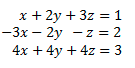 x + 2y + 3z = 1
−3x − 2y − z = 2
4x + 4y + 4z = 3